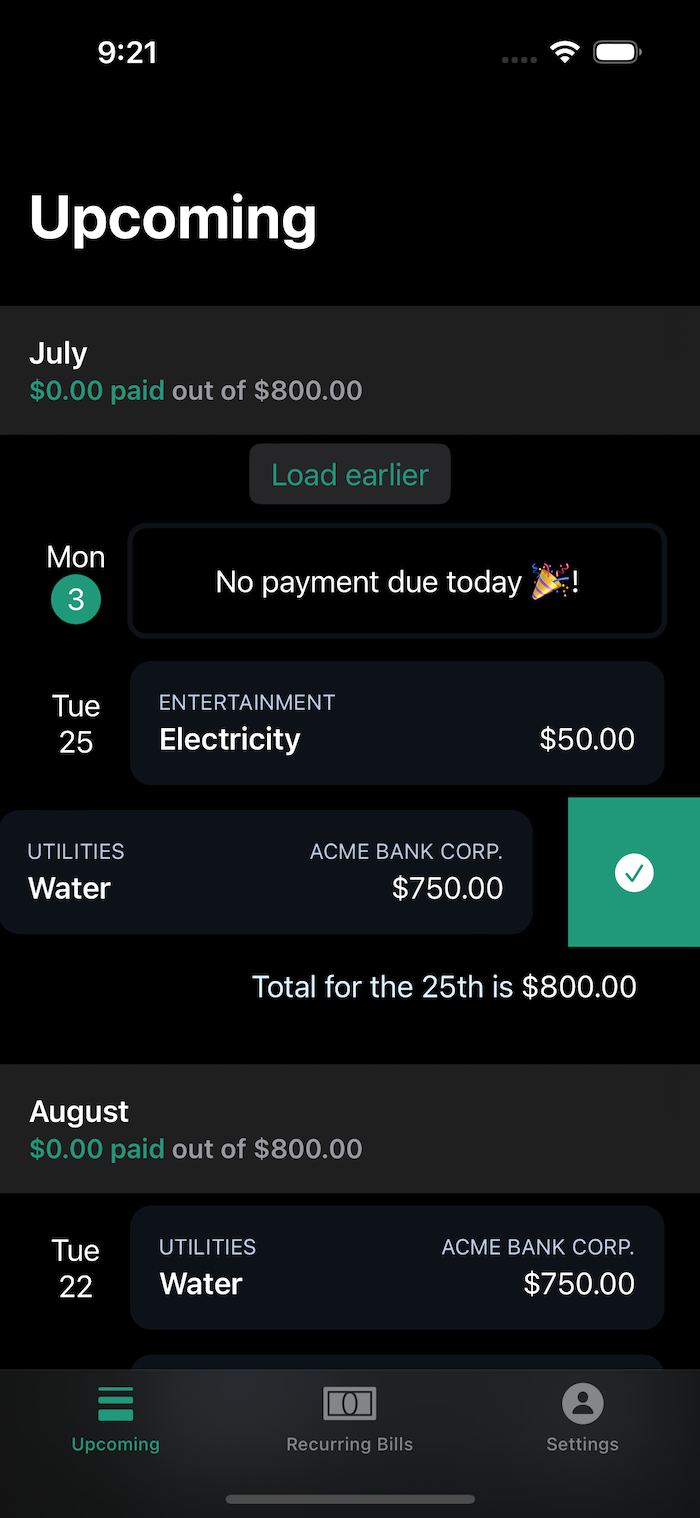 9:21
Upcoming
July
$0.00 paid out of $800.00
Load earlier
Mon
3
No payment due today 🎉!
Tue
25
ENTERTAINMENT
Electricity $50.00
UTILITIES ACME BANK CORP.
Water $750.00
Total for the 25th is $800.00
August
$0.00 paid out of $800.00
Tue
22
UTILITIES ACME BANK CORP.
Water $750.00
Upcoming Recurring Bills Settings